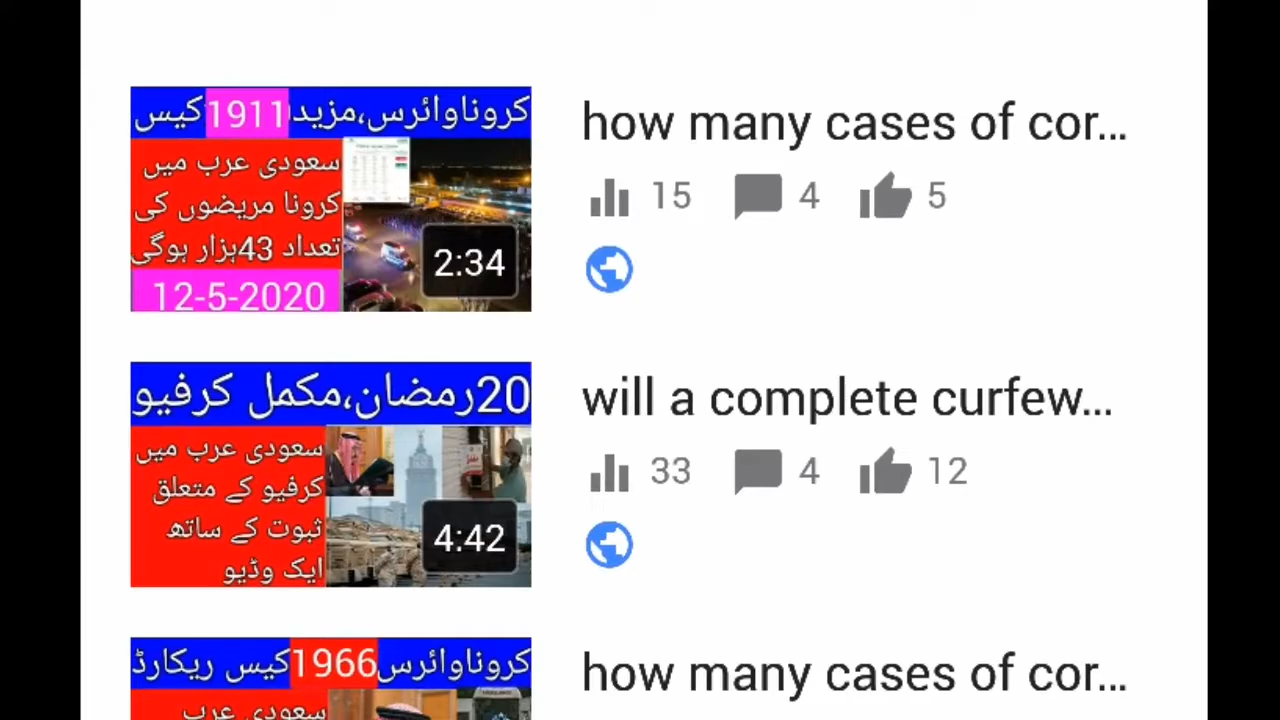 کروناوائرس،مزید1911کیس
سعودی عرب میں
کرونا مریضوں کی
تعداد 43ہزار ہوگی
12-5-2020
2:34
how many cases of cor...
15 4 5
20رمضان،مکمل کرفیو
سعودی عرب میں
کرفیو کے متعلق
ثبوت کے ساتھ
ایک وڈیو
4:42
will a complete curfew...
33 4 12
کروناوائرس1966کیس ریکارڈ
سعودی عرب
how many cases of cor...